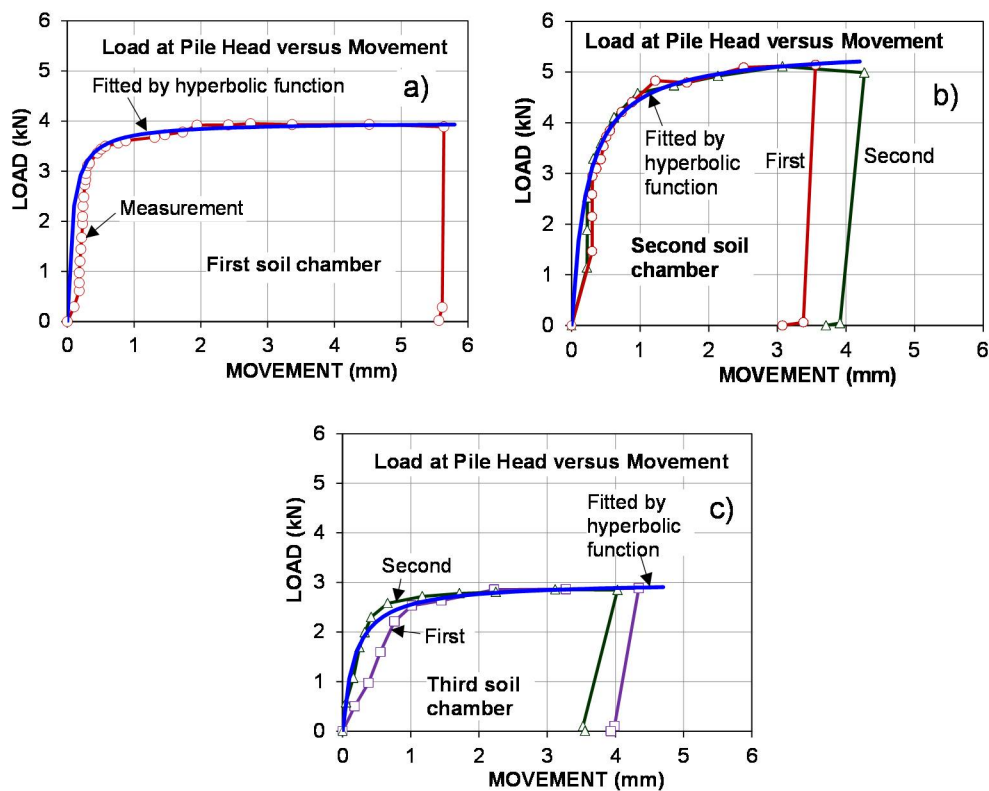 Load at Pile Head versus Movement
a)
Fitted by hyperbolic function
Measurement
First soil chamber
LOAD (kN)
6
5
4
3
2
1
0
0 1 2 3 4 5 6
MOVEMENT (mm)
Load at Pile Head versus Movement
b)
Fitted by
hyperbolic
function
First
Second
Second soil
chamber
LOAD (kN)
6
5
4
3
2
1
0
0 1 2 3 4 5 6
MOVEMENT (mm)
Load at Pile Head versus Movement
c)
Fitted by
hyperbolic
function
Second
First
Third soil
chamber
LOAD (kN)
6
5
4
3
2
1
0
0 1 2 3 4 5 6
MOVEMENT (mm)